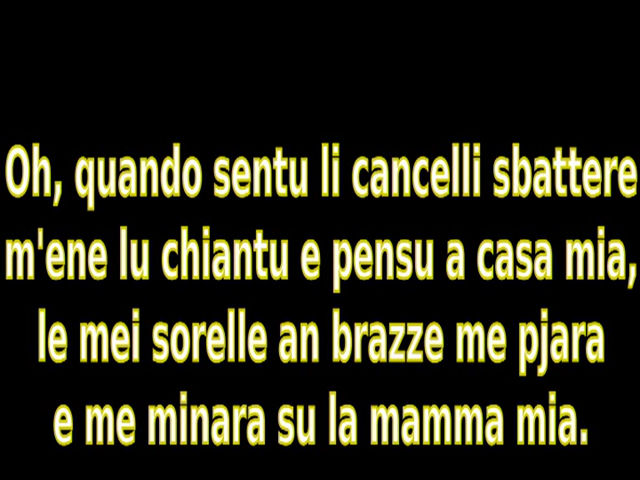 Oh, quando sentu li cancelli sbattere
m'ene lu chiantu e pensu a casa mia,
le mei sorelle an brazze me pjara
e me minara su la mamma mia.